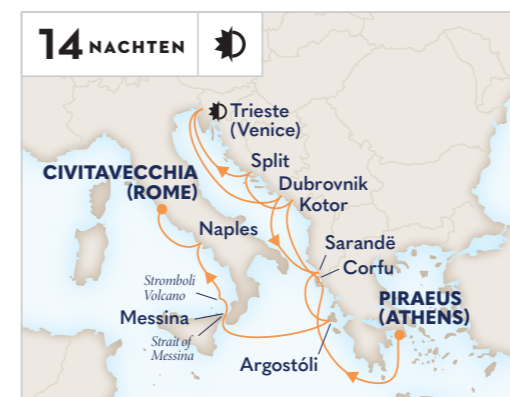 14 NACHTEN
Trieste
(Venice)
Split
CIVITAVECCHIA
(ROME)
Dubrovnik
Kotor
Naples
Sarandë
Corfu
Stromboli
Volcano
PIRAEUS
(ATHENS)
Messina
Strait of
Messina
Argostóli